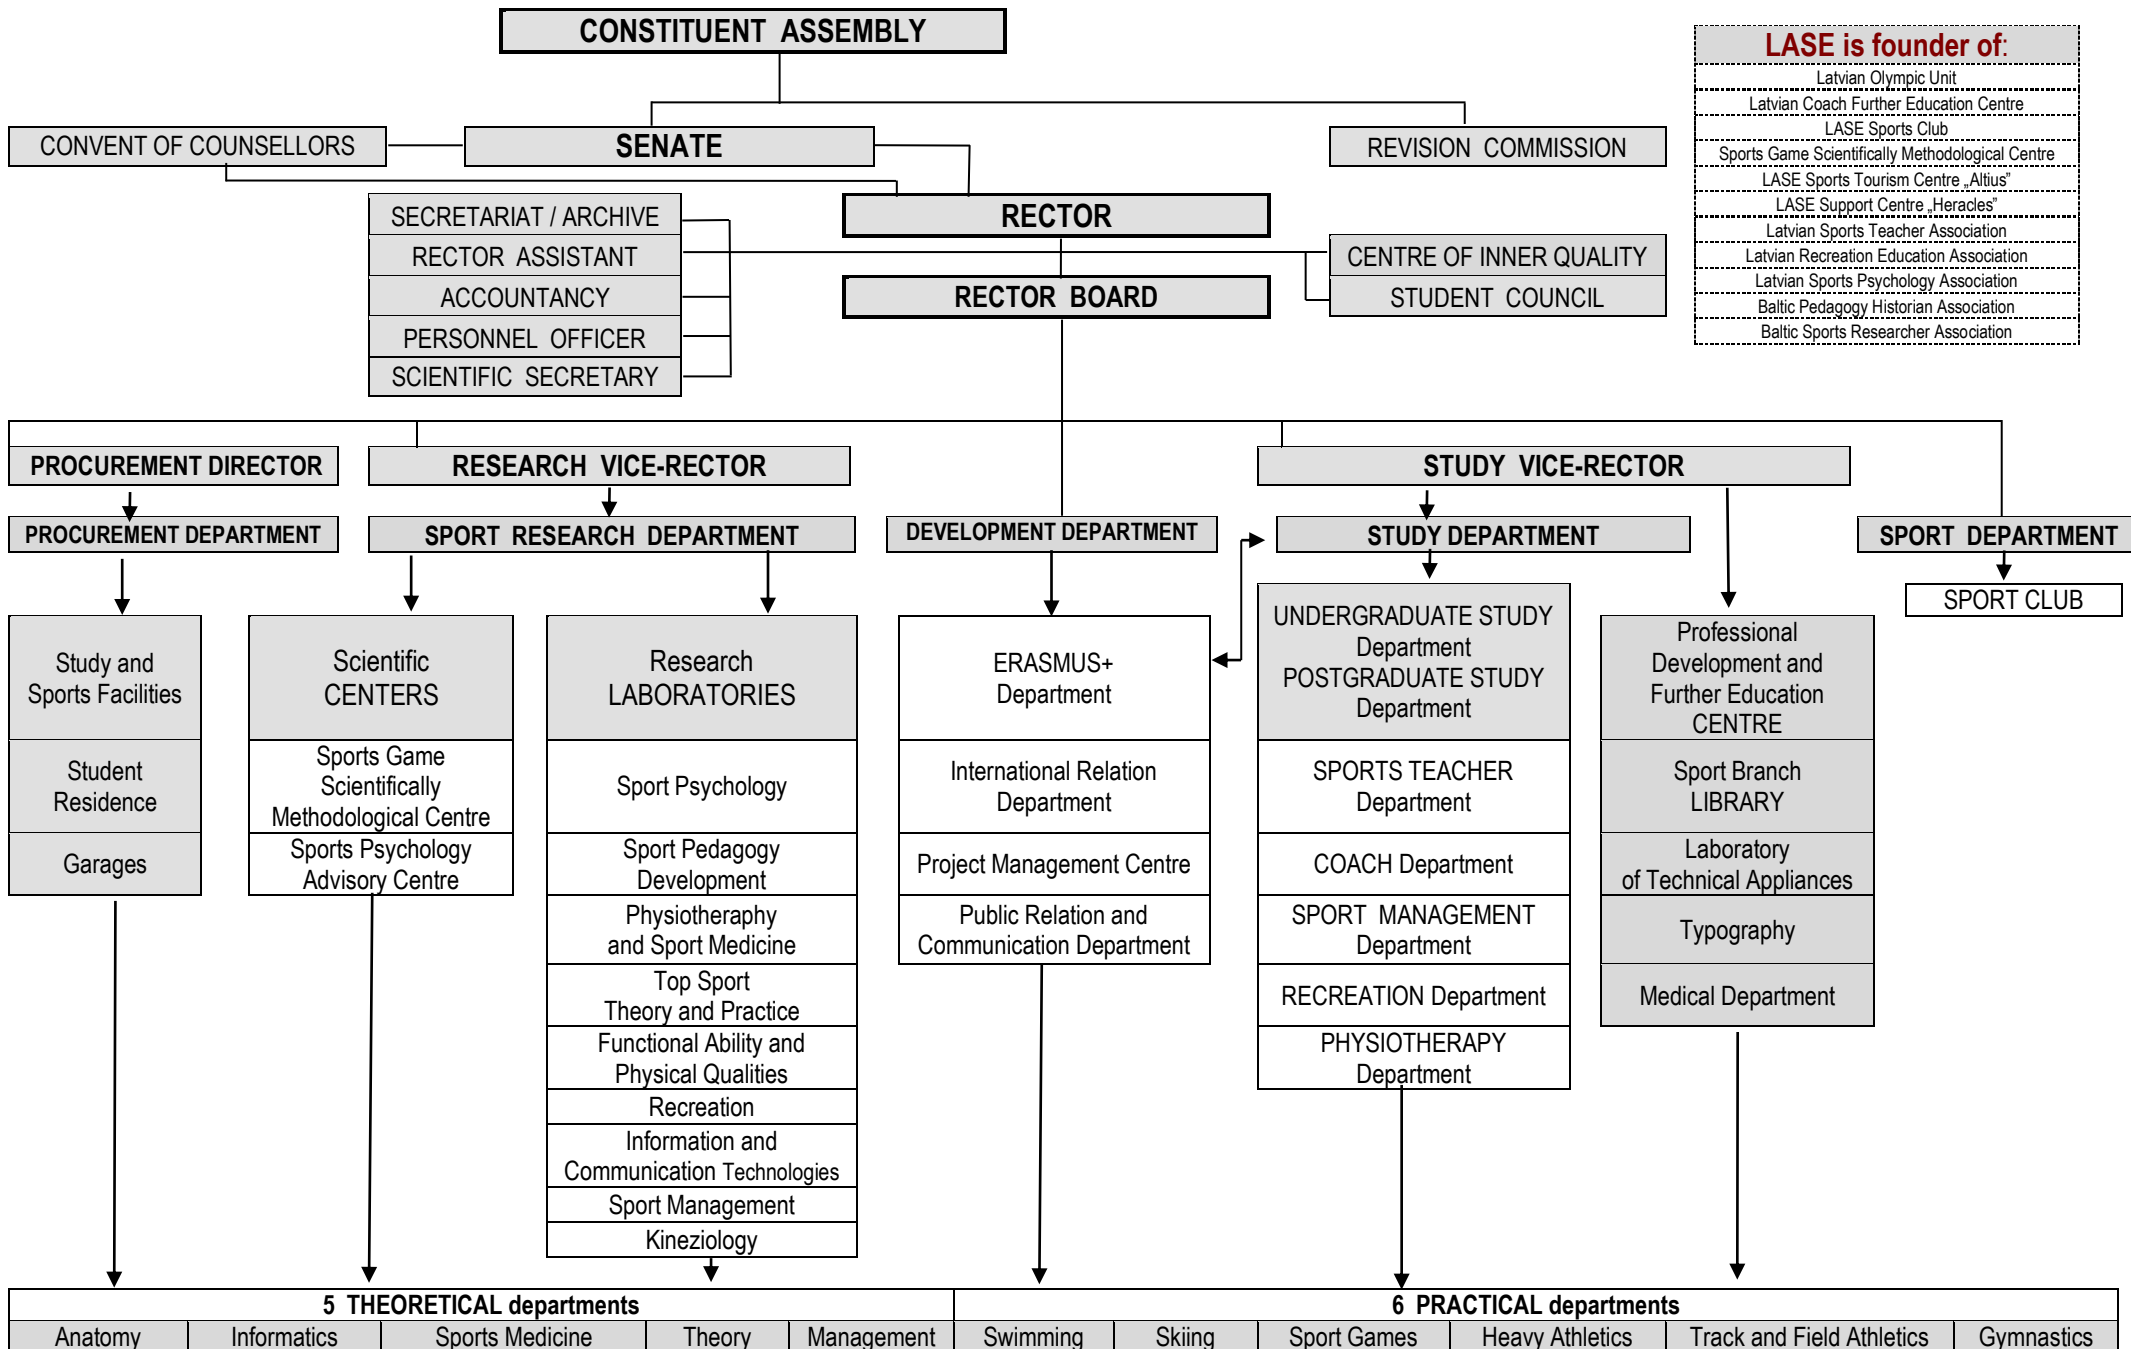 CONSTITUENT ASSEMBLY
LASE is founder of:
Latvian Olympic Unit
Latvian Coach Further Education Centre
LASE Sports Club
Sports Game Scientifically Methodological Centre
LASE Sports Tourism Centre „Altius”
LASE Support Centre „Heracles”
Latvian Sports Teacher Association
Latvian Recreation Education Association
Latvian Sports Psychology Association
Baltic Pedagogy Historian Association
Baltic Sports Researcher Association
CONVENT OF COUNSELLORS
SENATE
REVISION COMMISSION
SECRETARIAT / ARCHIVE
RECTOR ASSISTANT
ACCOUNTANCY
PERSONNEL OFFICER
SCIENTIFIC SECRETARY
RECTOR
RECTOR BOARD
CENTRE OF INNER QUALITY
STUDENT COUNCIL
PROCUREMENT DIRECTOR
RESEARCH VICE-RECTOR
STUDY VICE-RECTOR
PROCUREMENT DEPARTMENT
SPORT RESEARCH DEPARTMENT
DEVELOPMENT DEPARTMENT
STUDY DEPARTMENT
SPORT DEPARTMENT
SPORT CLUB
Study and
Sports Facilities
Student
Residence
Garages
Scientific
CENTERS
Sports Game
Scientifically
Methodological Centre
Sports Psychology
Advisory Centre
Research
LABORATORIES
Sport Psychology
Sport Pedagogy
Development
Physiotheraphy
and Sport Medicine
Top Sport
Theory and Practice
Functional Ability and
Physical Qualities
Recreation
Information and
Communication Technologies
Sport Management
Kineziology
ERASMUS+
Department
International Relation
Department
Project Management Centre
Public Relation and
Communication Department
UNDERGRADUATE STUDY
Department
POSTGRADUATE STUDY
Department
SPORTS TEACHER
Department
COACH Department
SPORT MANAGEMENT
Department
RECREATION Department
PHYSIOTHERAPY
Department
Professional
Development and
Further Education
CENTRE
Sport Branch
LIBRARY
Laboratory
of Technical Appliances
Typography
Medical Department
5 THEORETICAL departments
6 PRACTICAL departments
Anatomy
Informatics
Sports Medicine
Theory
Management
Swimming
Skiing
Sport Games
Heavy Athletics
Track and Field Athletics
Gymnastics